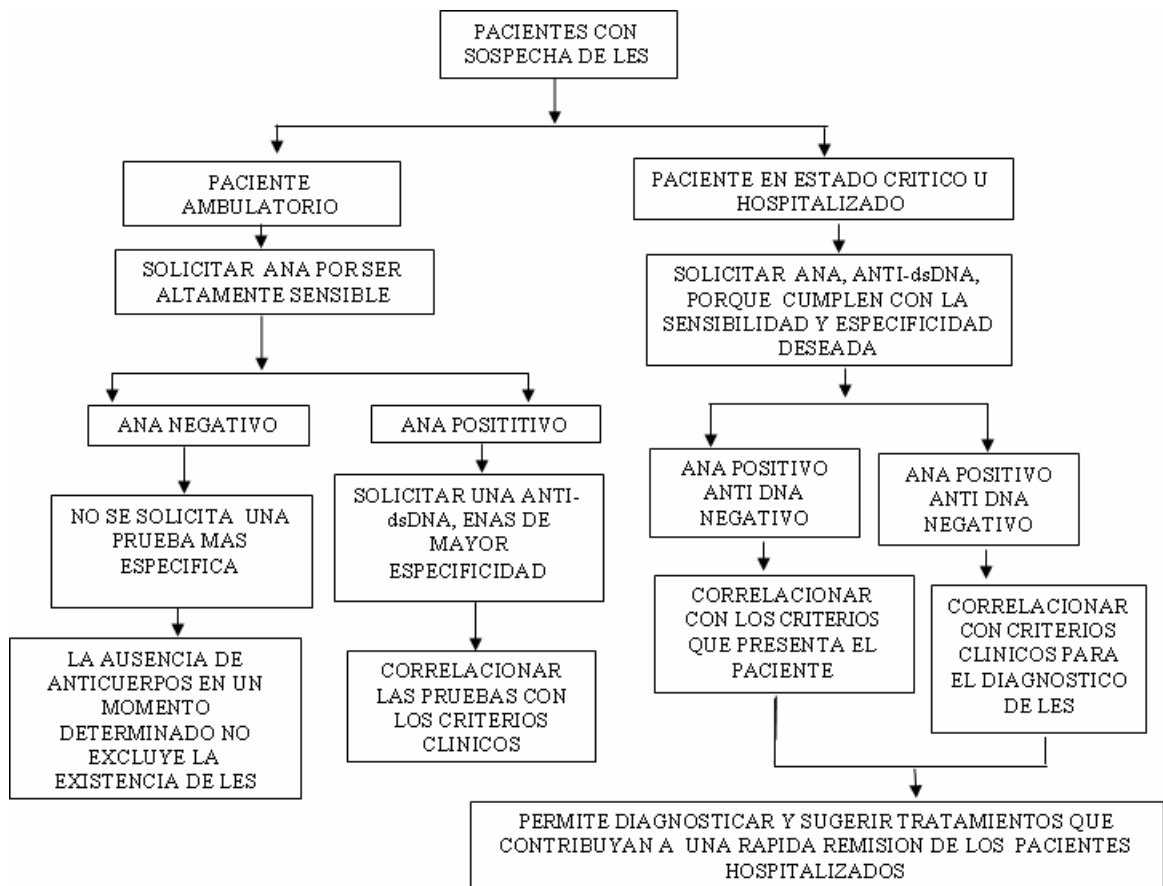 PACIENTES CON
SOSPECHA DE LES
PACIENTE
AMBULATORIO
PACIENTE EN ESTADO CRITICO U
HOSPITALIZADO
SOLICITAR ANA POR SER
ALTAMENTE SENSIBLE
SOLICITAR ANA, ANTI-dsDNA,
PORQUE CUMPLEN CON LA
SENSIBILIDAD Y ESPECIFICIDAD
DESEADA
ANA NEGATIVO
ANA POSITITIVO
ANA POSITIVO
ANTI DNA
NEGATIVO
ANA POSITIVO
ANTI DNA
NEGATIVO
NO SE SOLICITA UNA
PRUEBA MAS
ESPECIFICA
SOLICITAR UNA ANTI-
dsDNA, ENAS DE
MAYOR
ESPECIFICIDAD
CORRELACIONAR
CON LOS CRITERIOS
QUE PRESENTA EL
PACIENTE
CORRELACIONAR
CON CRITERIOS
CLINICOS PARA
EL DIAGNOSTICO
DE LES
LA AUSENCIA DE
ANTICUERPOS EN UN
MOMENTO
DETERMINADO NO
EXCLUYE LA
EXISTENCIA DE LES
CORRELACIONAR
LAS PRUEBAS CON
LOS CRITERIOS
CLINICOS
PERMITE DIAGNOSTICAR Y SUGERIR TRATAMIENTOS QUE
CONTRIBUYAN A UNA RAPIDA REMISION DE LOS PACIENTES
HOSPITALIZADOS